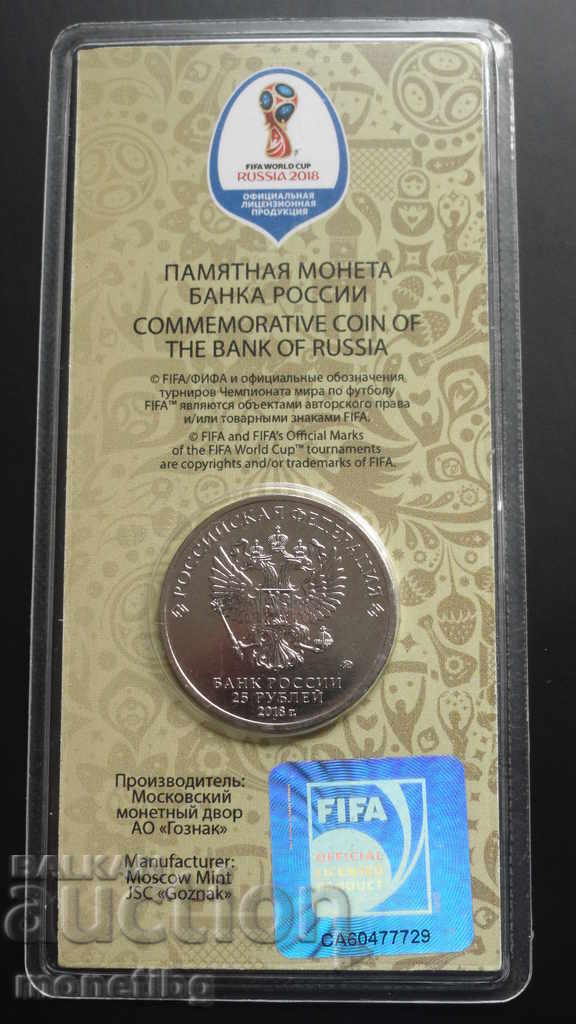 FIFA WORLD CUP
RUSSIA 2018
ОФИЦИАЛЬНАЯ
ЛИЦЕНЗИОННАЯ
ПРОДУКЦИЯ
ПАМЯТНАЯ МОНЕТА
БАНКА РОССИИ
COMMEMORATIVE COIN OF
THE BANK OF RUSSIA
© FIFA/ФИФА и официальные обозначения
турниров Чемпионата мира по футболу
FIFA™ являются объектами авторского права
и/или товарными знаками FIFA.
© FIFA and FIFA's Official Marks
of the FIFA World Cup™ tournaments
are copyrights and/or trademarks of FIFA.
РОССИЙСКАЯ ФЕДЕРАЦИЯ
БАНК РОССИИ
25 РУБЛЕЙ
2018 г.
Производитель:
Московский
монетный двор
АО «Гознак»
Manufacturer:
Moscow Mint
JSC «Goznak»
FIFA
OFFICIAL
LICENSED
PRODUCT
CA60477729
BALKAN
auction
monetibg